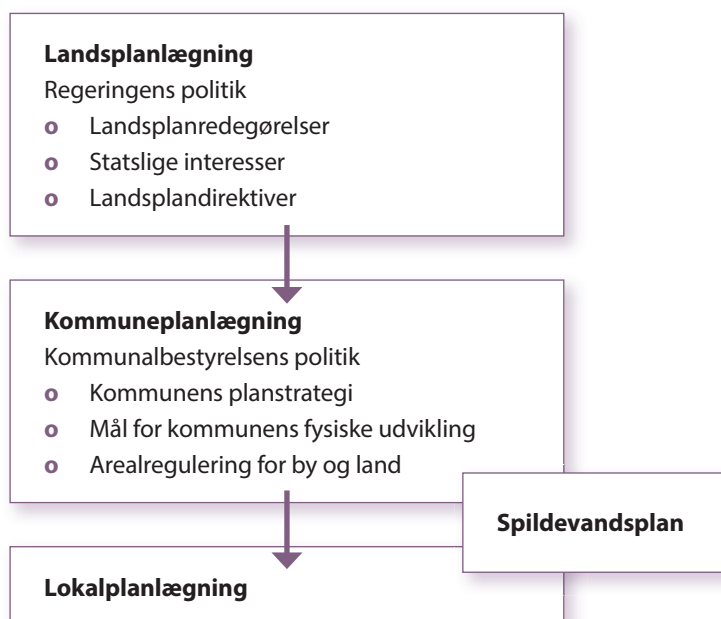 Landsplanlægning
Regeringens politik
o Landsplanredegørelser
o Statslige interesser
o Landsplandirektiver
Kommuneplanlægning
Kommunalbestyrelsens politik
o Kommunens planstrategi
o Mål for kommunens fysiske udvikling
o Arealregulering for by og land
Spildevandsplan
Lokalplanlægning